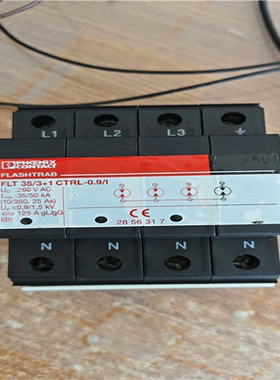 L1 L2 L3
PHOENIX
CONTACT
FLASHTRAB
FLT 35/3+1 CTRL-0.9/I
Uc :260 V AC
:35/50 kA
(10/350, 25 As)
Up :≤0,9/1,5 kV
125 A gL/gG
CE
28 56 31 7
N N N N